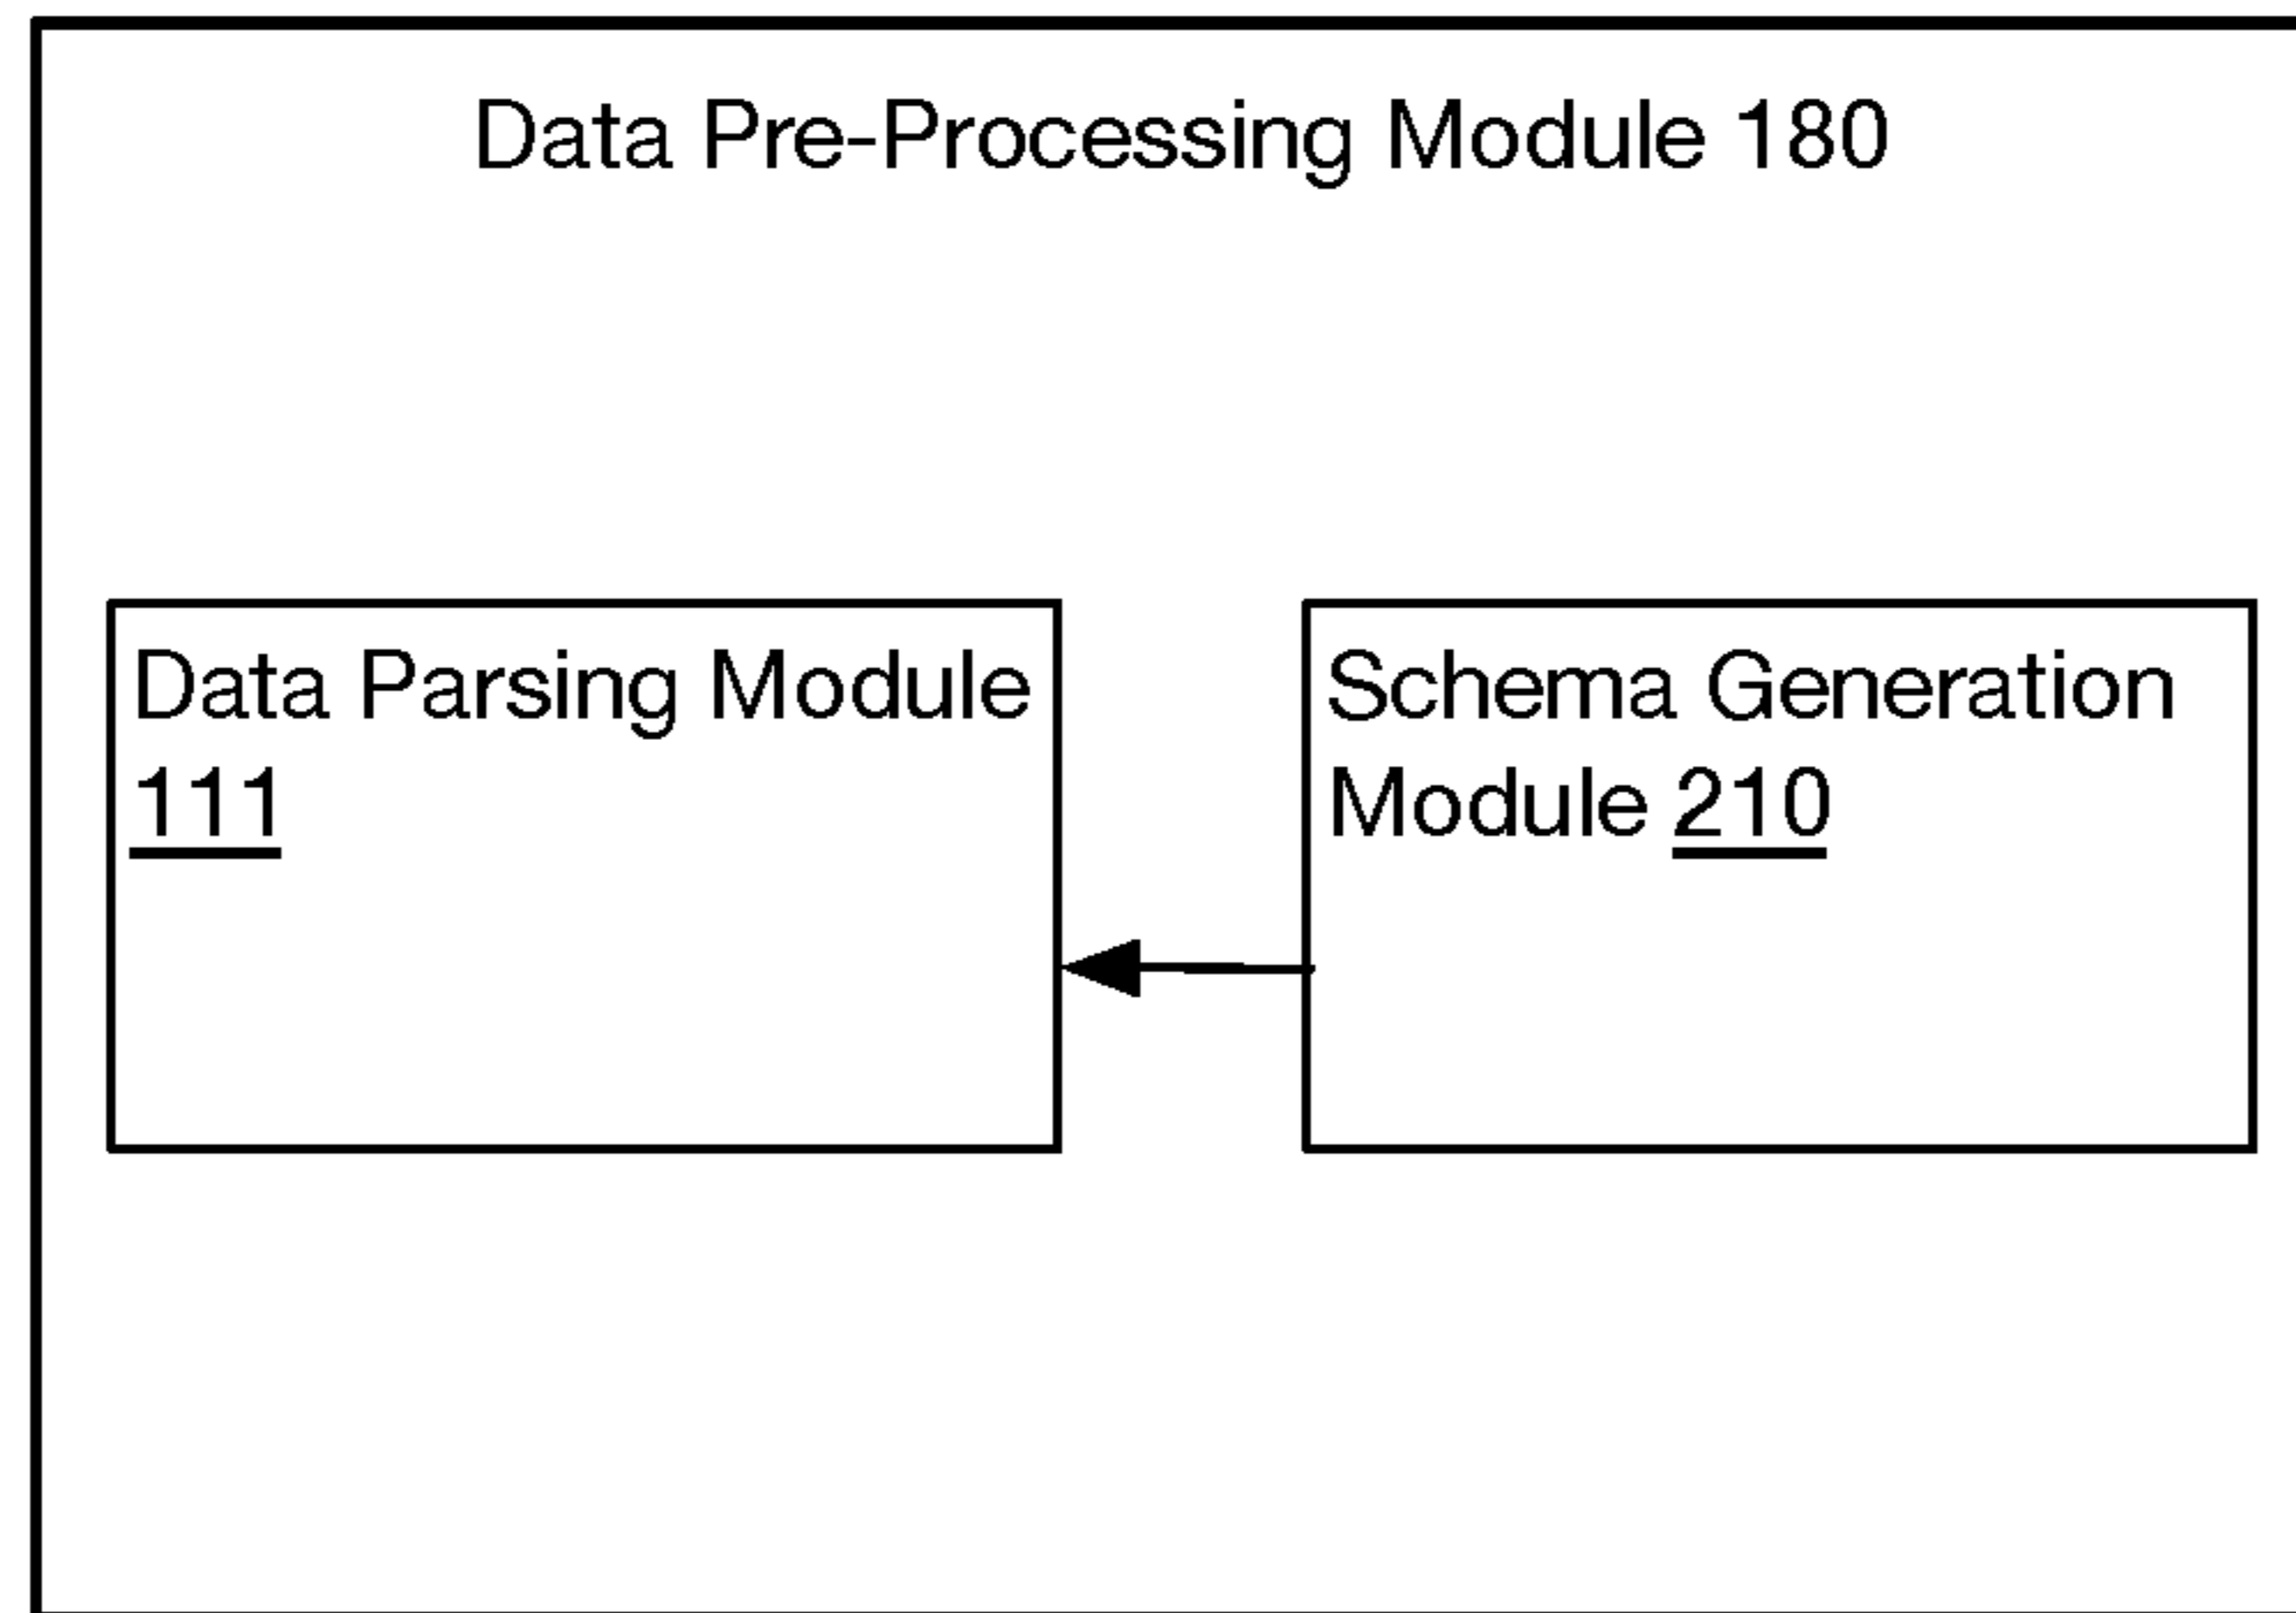 Data Pre-Processing Module 180
Data Parsing Module
111
Schema Generation
Module 210